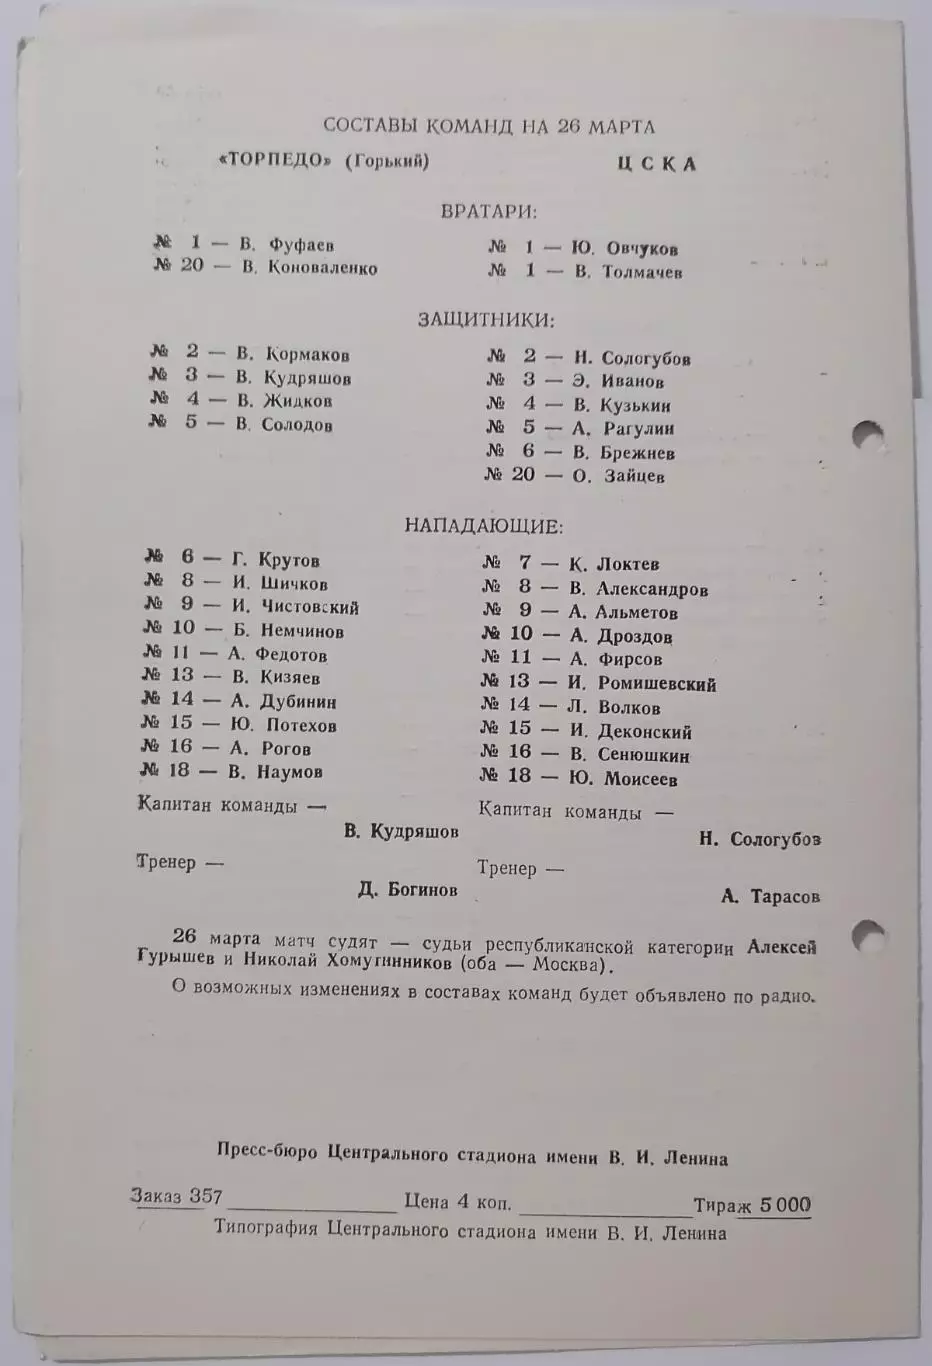 СОСТАВЫ КОМАНД НА 26 МАРТА
«ТОРПЕДО» (Горький) ЦСКА
ВРАТАРИ:
№ 1 — В. Фуфаев № 1 — Ю. Овчуков
№ 20 — В. Коноваленко № 1 — В. Толмачев
ЗАЩИТНИКИ:
№ 2 — В. Кормаков № 2 — Н. Сологубов
№ 3 — В. Кудряшов № 3 — Э. Иванов
№ 4 — В. Жидков № 4 — В. Кузькин
№ 5 — В. Солодов № 5 — А. Рагулин
№ 6 — В. Брежнев
№ 20 — О. Зайцев
НАПАДАЮЩИЕ:
№ 6 — Г. Крутов № 7 — К. Локтев
№ 8 — И. Шичков № 8 — В. Александров
№ 9 — И. Чистовский № 9 — А. Альметов
№ 10 — Б. Немчинов № 10 — А. Дроздов
№ 11 — А. Федотов № 11 — А. Фирсов
№ 13 — В. Кизяев № 13 — И. Ромишевский
№ 14 — А. Дубинин № 14 — Л. Волков
№ 15 — Ю. Потехов № 15 — И. Деконский
№ 16 — А. Рогов № 16 — В. Сенюшкин
№ 18 — В. Наумов № 18 — Ю. Моисеев
Капитан команды — Капитан команды —
В. Кудряшов Н. Сологубов
Тренер — Тренер —
Д. Богинов А. Тарасов
26 марта матч судят — судьи республиканской категории Алексей
Гурышев и Николай Хомутинников (оба — Москва).
О возможных изменениях в составах команд будет объявлено по радио.
Пресс-бюро Центрального стадиона имени В. И. Ленина
Заказ 357 Цена 4 коп. Тираж 5 000
Типография Центрального стадиона имени В. И. Ленина